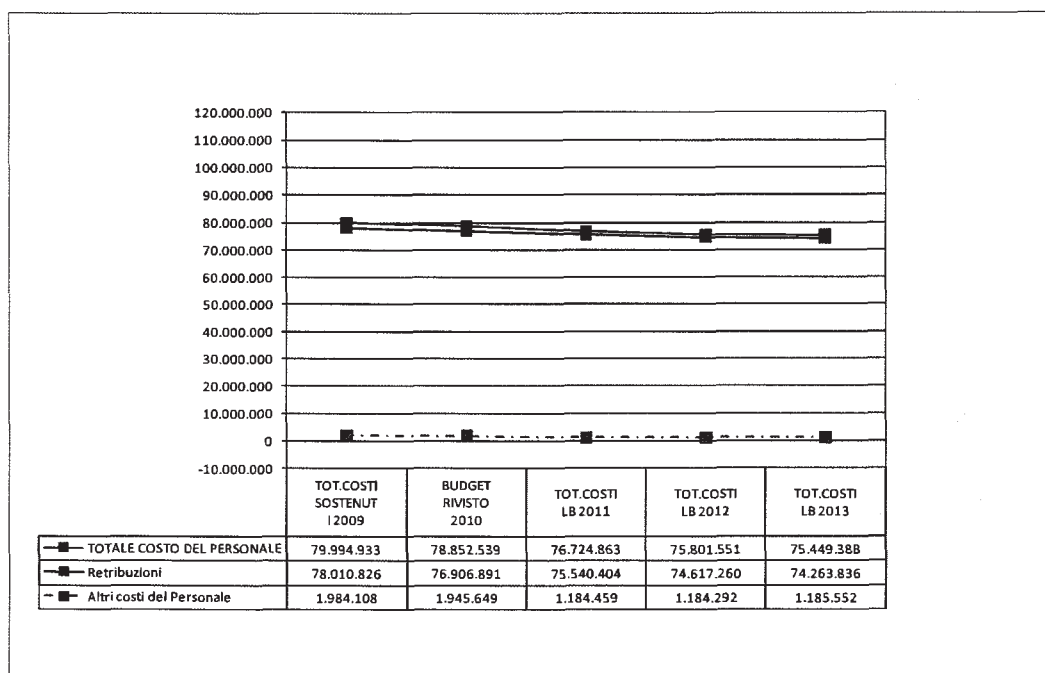 120.000.000
110.000.000
100.000.000
90.000.000
80.000.000
70.000.000
60.000.000
50.000.000
40.000.000
30.000.000
20.000.000
10.000.000
0
-10.000.000
TOT.COSTI
SOSTENUT
I 2009
BUDGET
RIVISTO
2010
TOT.COSTI
LB 2011
TOT.COSTI
LB 2012
TOT.COSTI
LB 2013
TOTALE COSTO DEL PERSONALE 79.994.933 78.852.539 76.724.863 75.801.551 75.449.388
Retribuzioni 78.010.826 76.906.891 75.540.404 74.617.260 74.263.836
Altri costi del Personale 1.984.108 1.945.649 1.184.459 1.184.292 1.185.552